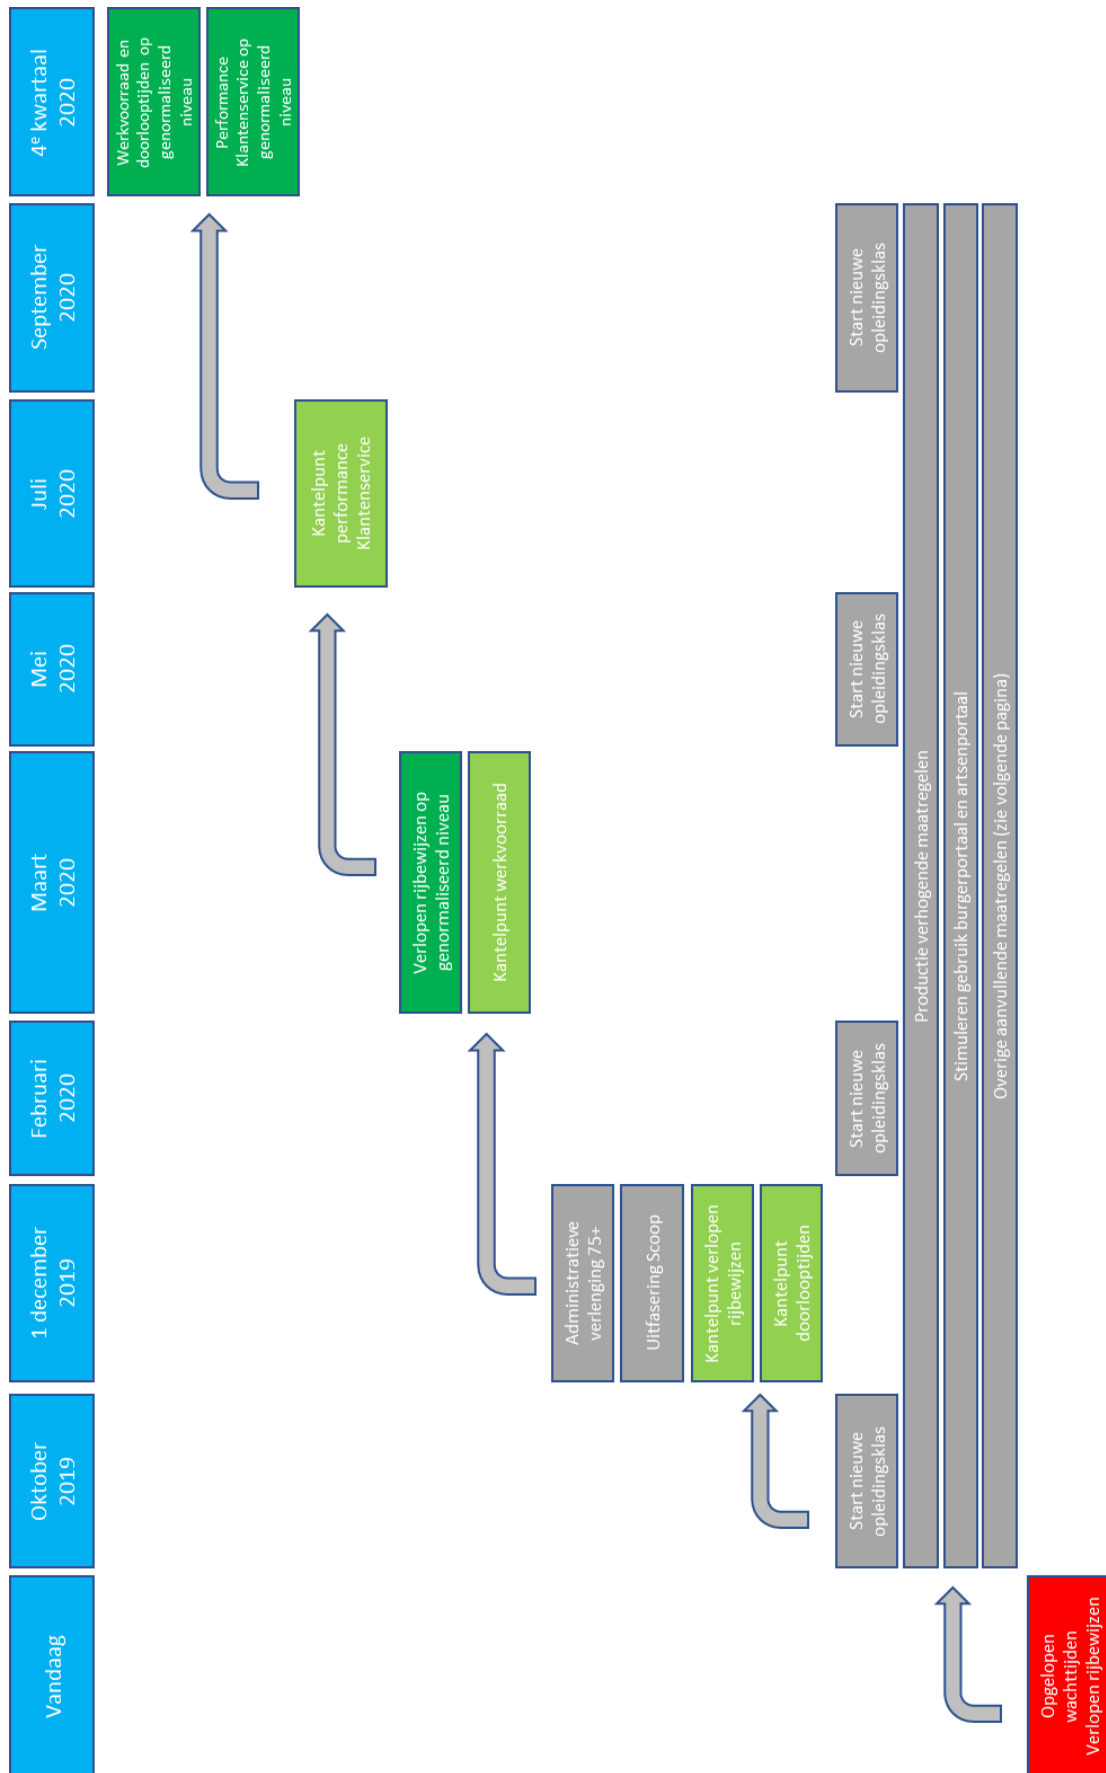 Vandaag
Oktober
2019
1 december
2019
Februari
2020
Maart
2020
Mei
2020
Juli
2020
September
2020
4e kwartaal
2020
Werkvoorraad en
doorlooptijden op
genormaliseerd
niveau
Performance
Klantenservice op
genormaliseerd
niveau
Kantelpunt
performance
Klantenservice
Verlopen rijbewijzen op
genormaliseerd niveau
Kantelpunt werkvoorraad
Administratieve
verlenging 75+
Uitfasering Scoop
Kantelpunt verlopen
rijbewijzen
Kantelpunt
doorlooptijden
Start nieuwe
opleidingsklas
Start nieuwe
opleidingsklas
Start nieuwe
opleidingsklas
Start nieuwe
opleidingsklas
Productie verhogende maatregelen
Stimuleren gebruik burgerportaal en artsenportaal
Overige aanvullende maatregelen (zie volgende pagina)
Opgelopen
wachttijden
Verlopen rijbewijzen